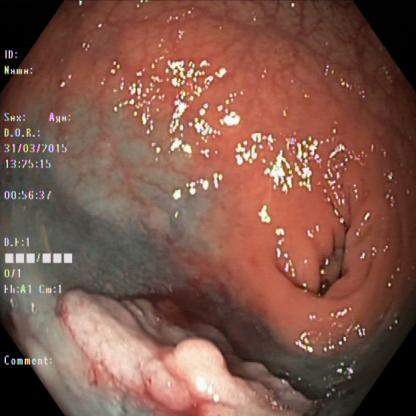 ID:
Name:
Sex: Age:
D.O.B.:
31/03/2015
13:25:15
00:56:37
D.F:1
■■■/■■■
0/1
Eh:A1 Cm:1
Comment: